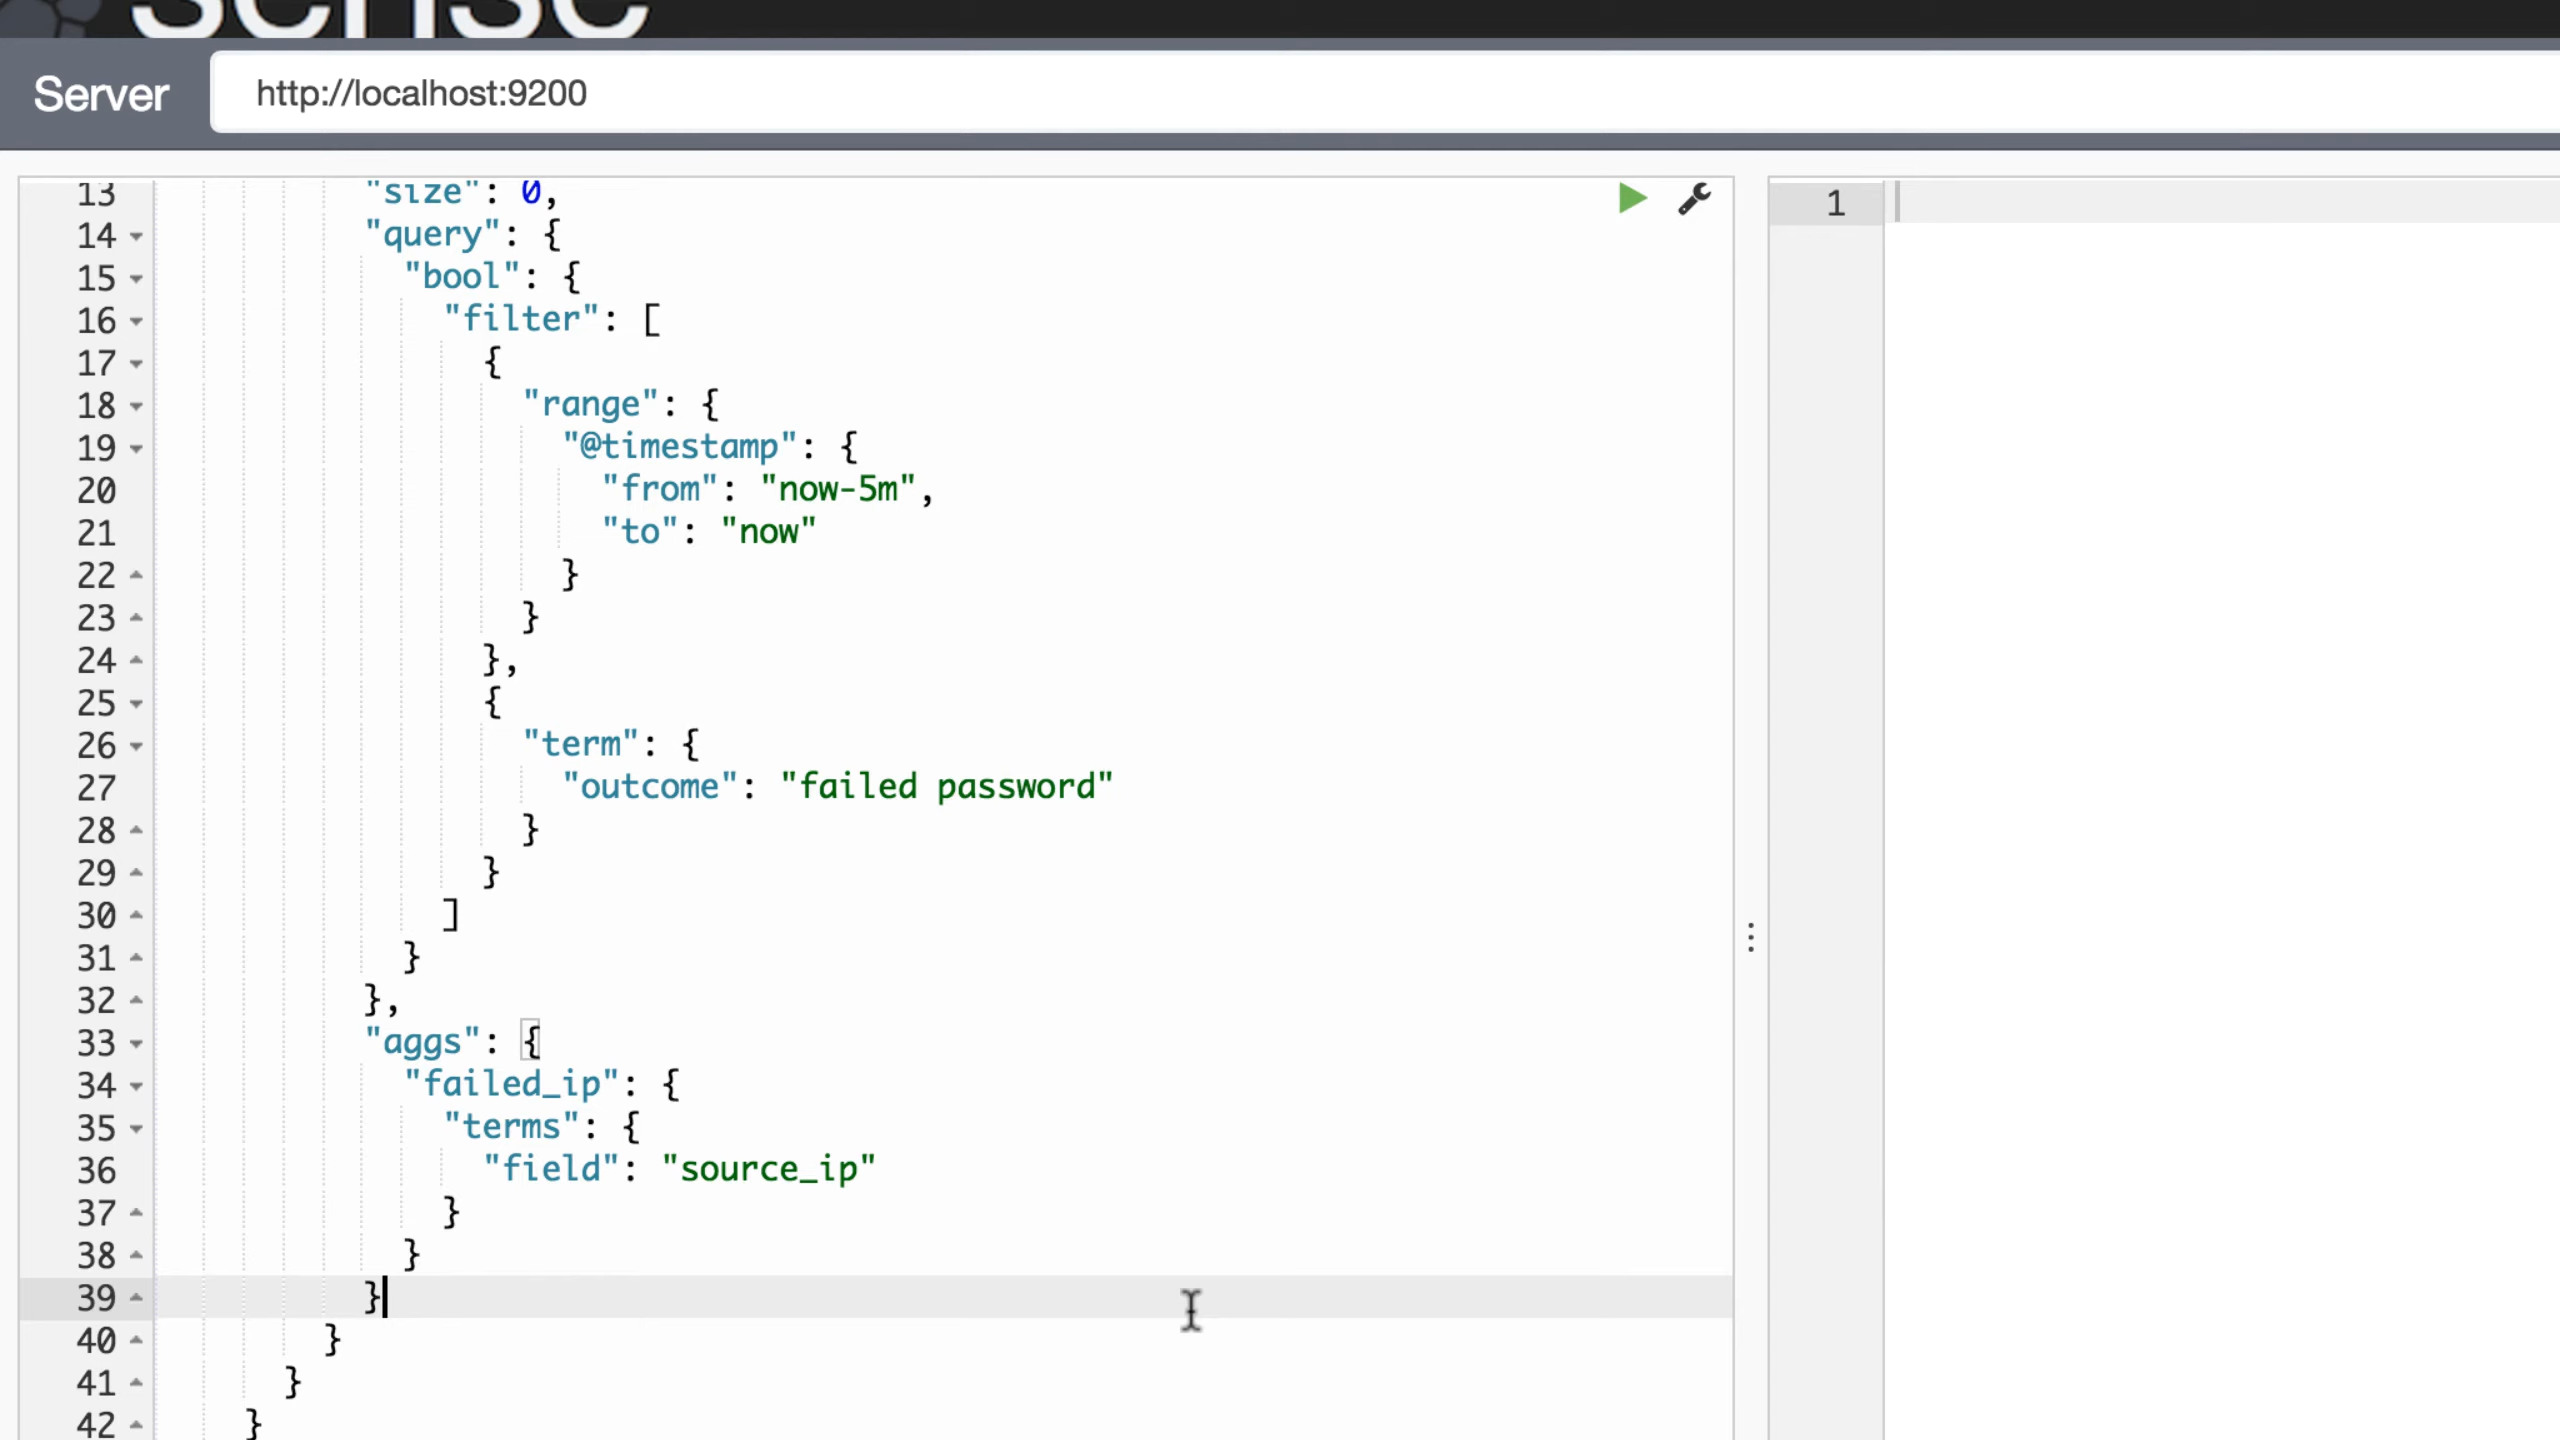 sense
Server http://localhost:9200
13 "size": 0,
14 "query": {
15 "bool": {
16 "filter": [
17 {
18 "range": {
19 "@timestamp": {
20 "from": "now-5m",
21 "to": "now"
22 }
23 }
24 },
25 {
26 "term": {
27 "outcome": "failed password"
28 }
29 }
30 ]
31 }
32 },
33 "aggs": {
34 "failed_ip": {
35 "terms": {
36 "field": "source_ip"
37 }
38 }
39 }
40 }
41 }
42 }
1